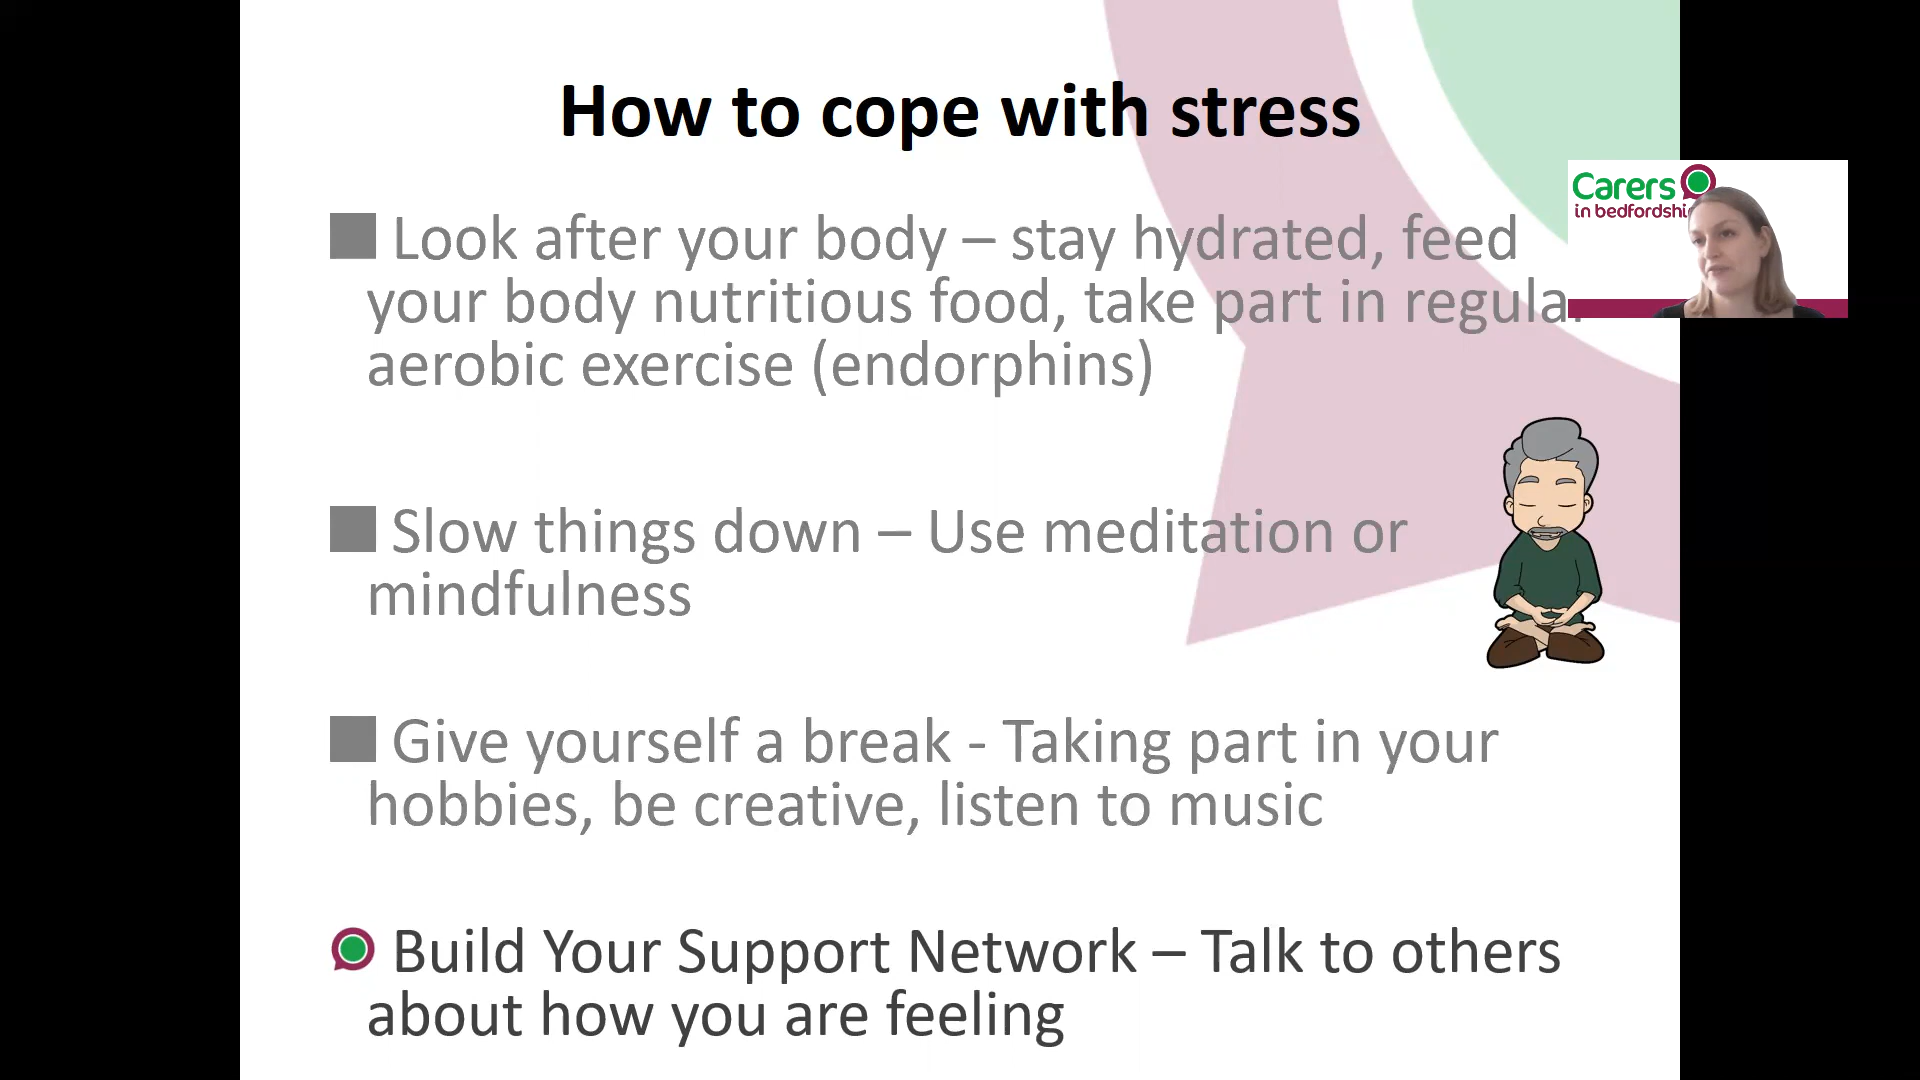 How to cope with stress
Look after your body – stay hydrated, feed
your body nutritious food, take part in regula
aerobic exercise (endorphins)
Slow things down – Use meditation or
mindfulness
Give yourself a break - Taking part in your
hobbies, be creative, listen to music
Build Your Support Network – Talk to others
about how you are feeling
Carers
in bedfordshi